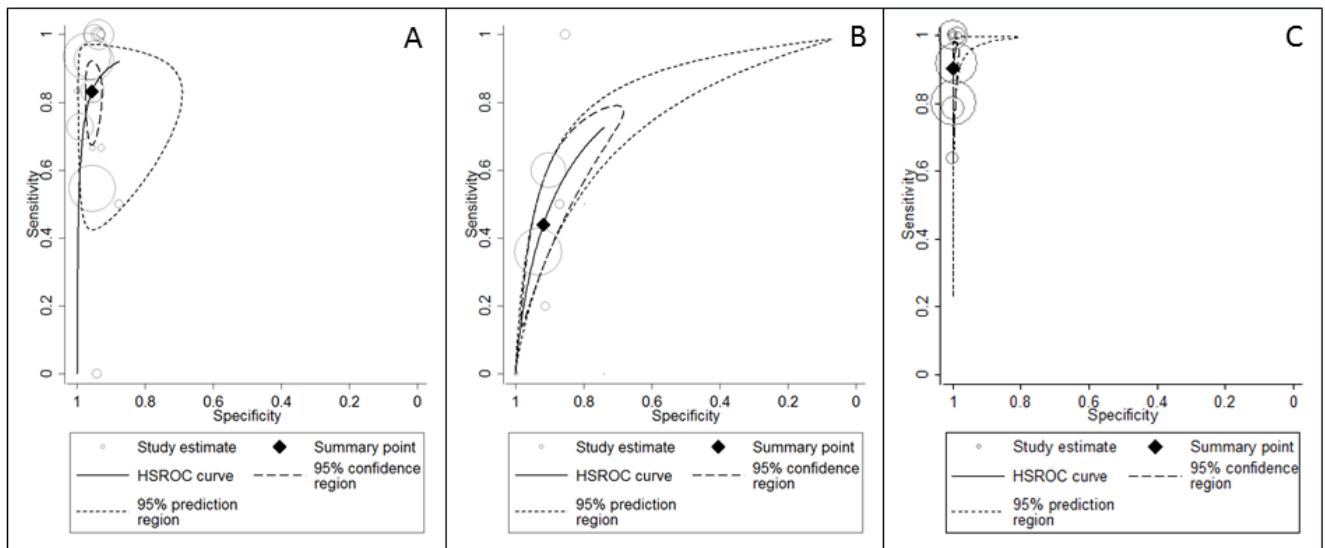 A
1
0.8
0.6
0.4
0.2
0
Sensitivity
1 0.8 0.6 0.4 0.2 0
Specificity
Study estimate Summary point
HSROC curve 95% confidence
region
95% prediction
region
B
1
0.8
0.6
0.4
0.2
0
Sensitivity
1 0.8 0.6 0.4 0.2 0
Specificity
Study estimate Summary point
HSROC curve 95% confidence
region
95% prediction
region
C
1
0.8
0.6
0.4
0.2
0
Sensitivity
1 0.8 0.6 0.4 0.2 0
Specificity
Study estimate Summary point
HSROC curve 95% confidence
region
95% prediction
region